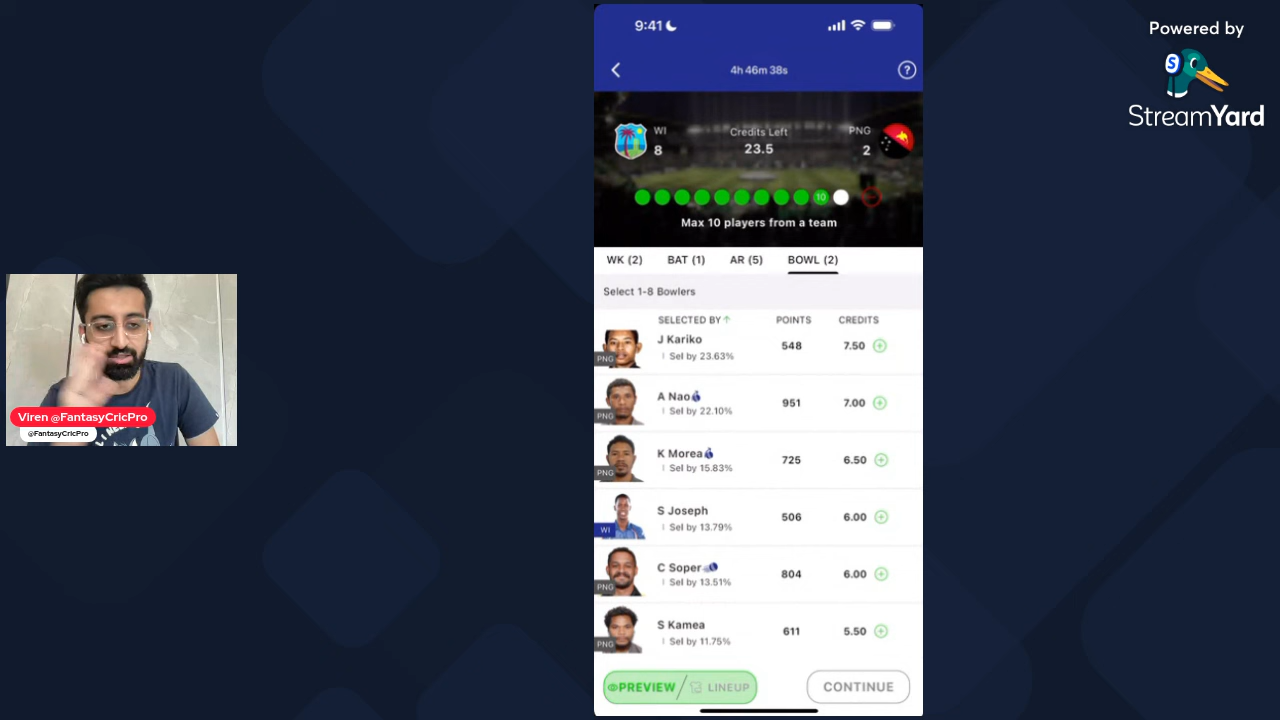 Powered by
StreamYard
9:41
4h 46m 38s
?
WI
8
Credits Left
23.5
PNG
2
10
Max 10 players from a team
WK (2) BAT (1) AR (5) BOWL (2)
Select 1-8 Bowlers
SELECTED BY↑ POINTS CREDITS
J Kariko
PNG
Sel by 23.63%
548
7.50
A Nao
PNG
Sel by 22.10%
951
7.00
K Morea
PNG
Sel by 15.83%
725
6.50
S Joseph
WI
Sel by 13.79%
506
6.00
C Soper
PNG
Sel by 13.51%
804
6.00
S Kamea
PNG
Sel by 11.75%
611
5.50
PREVIEW / LINEUP
CONTINUE
Viren @FantasyCricPro
@FantasyCricPro